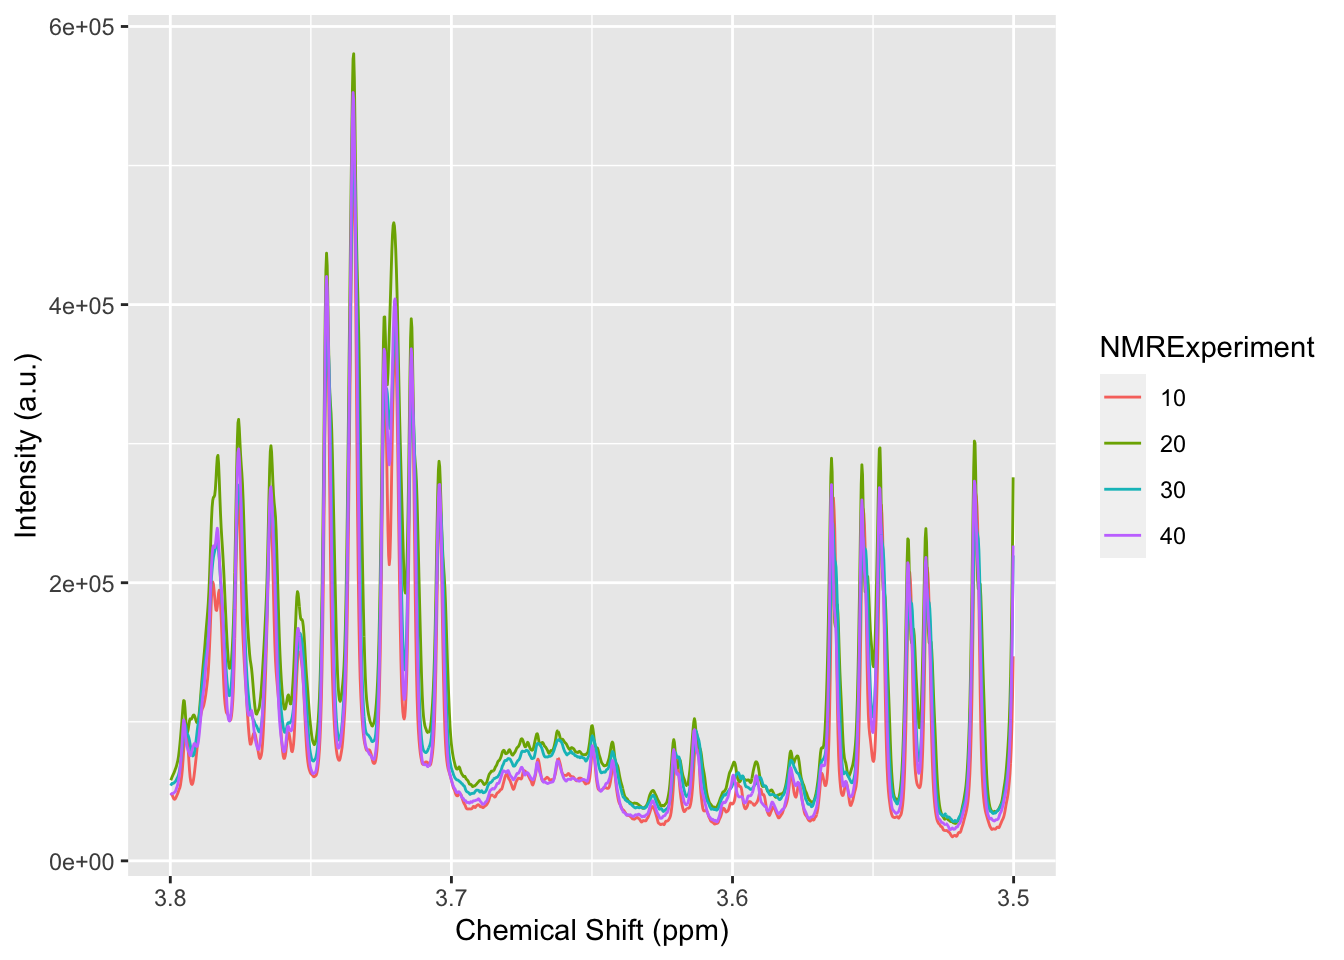 6e+05
4e+05
2e+05
0e+00
Intensity (a.u.)
3.8 3.7 3.6 3.5
Chemical Shift (ppm)
NMRExperiment
10
20
30
40